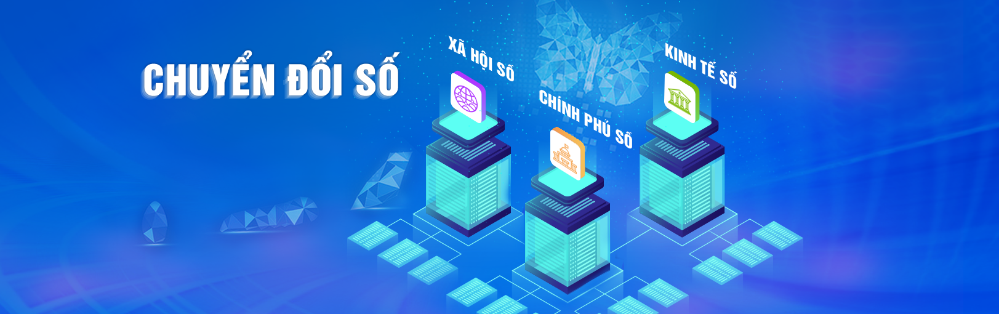 CHUYỂN ĐỔI SỐ
XÃ HỘI SỐ
CHÍNH PHỦ SỐ
KINH TẾ SỐ